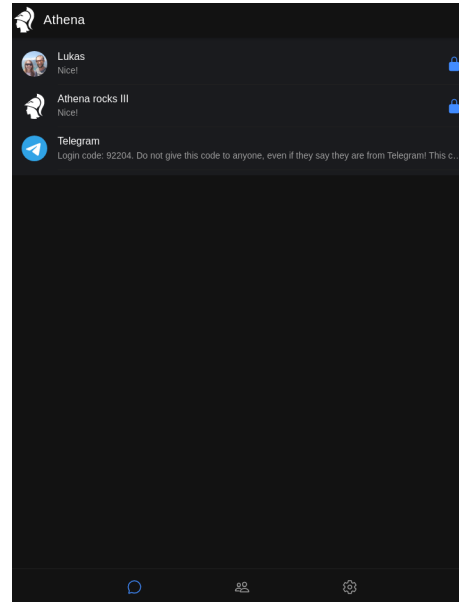 Athena
Lukas
Nice!
Athena rocks III
Nice!
Telegram
Login code: 92204. Do not give this code to anyone, even if they say they are from Telegram! This c...